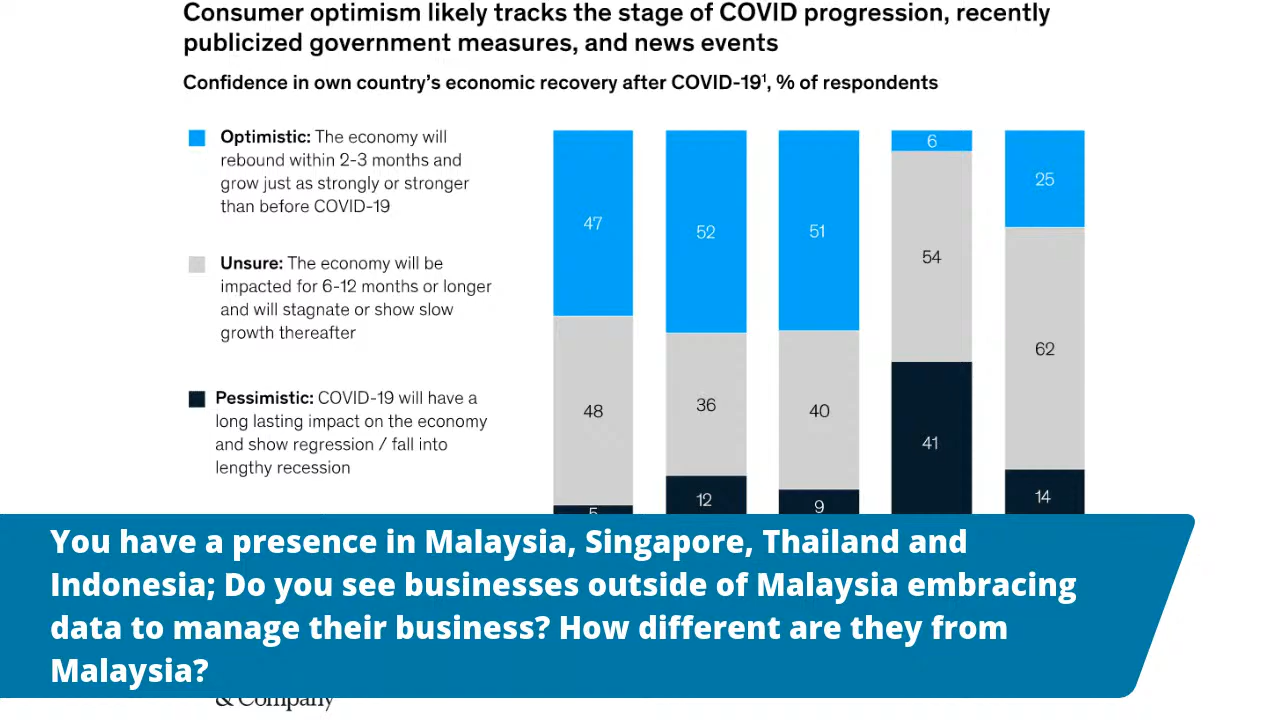 Consumer optimism likely tracks the stage of COVID progression, recently
publicized government measures, and news events
Confidence in own country's economic recovery after COVID-19¹, % of respondents
Optimistic: The economy will
rebound within 2-3 months and
grow just as strongly or stronger
than before COVID-19
Unsure: The economy will be
impacted for 6-12 months or longer
and will stagnate or show slow
growth thereafter
Pessimistic: COVID-19 will have a
long lasting impact on the economy
and show regression / fall into
lengthy recession
47
52
51
6
25
48
36
40
54
62
5
12
9
41
14
You have a presence in Malaysia, Singapore, Thailand and
Indonesia; Do you see businesses outside of Malaysia embracing
data to manage their business? How different are they from
Malaysia?
& Company